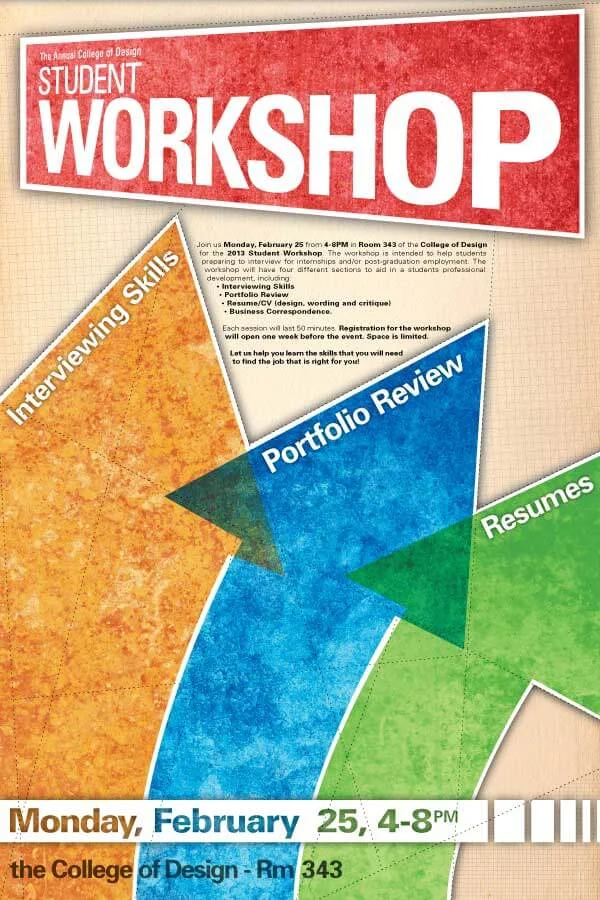 The Annual College of Design
STUDENT
WORKSHOP
Join us Monday, February 25 from 4-8PM in Room 343 of the College of Design
for the 2013 Student Workshop. The workshop is intended to help students
preparing to interview for internships and/or post-graduation employment. The
workshop will have four different sections to aid in a students professional
development, including:
• Interviewing Skills
• Portfolio Review
• Resume/CV (design, wording and critique)
• Business Correspondence.
Each session will last 50 minutes. Registration for the workshop
will open one week before the event. Space is limited.
Let us help you learn the skills that you will need
to find the job that is right for you!
Interviewing Skills
Portfolio Review
Resumes
Monday, February 25, 4-8PM
the College of Design - Rm 343